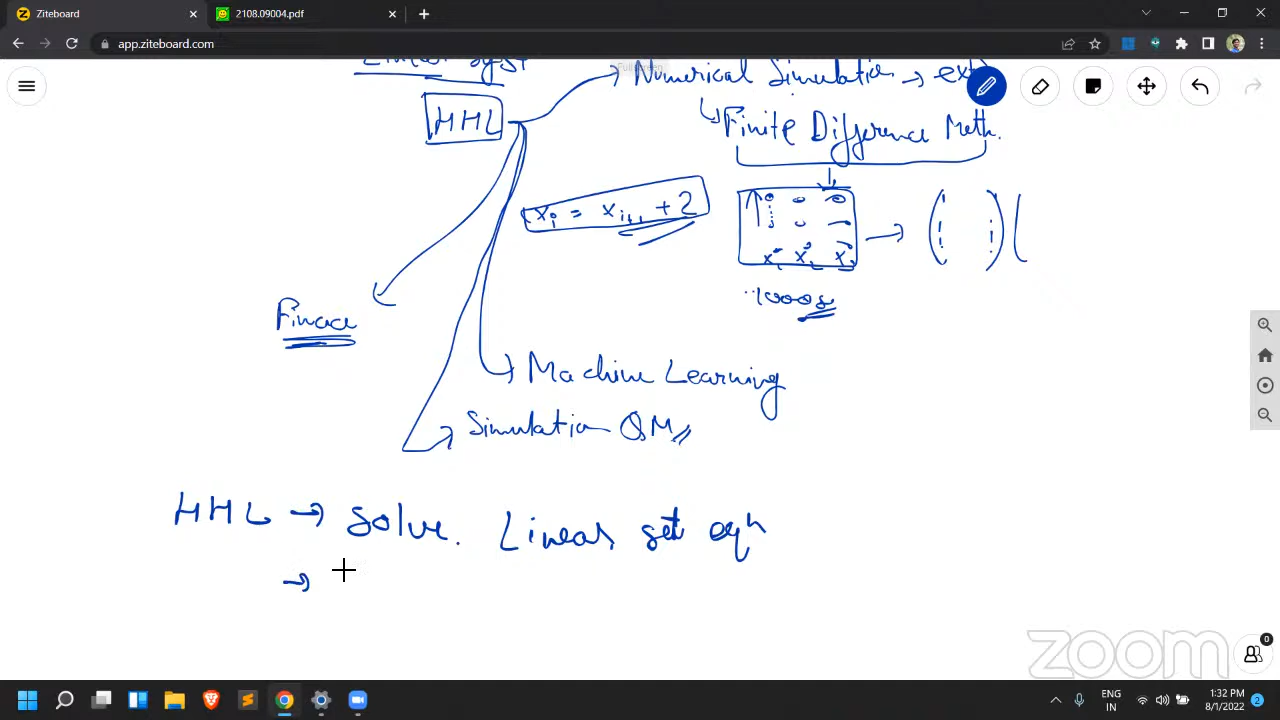 Ziteboard
2108.09004.pdf
app.ziteboard.com
Linear Syst
Numerical Simulation → ext
HHL
Finite Difference Meth.
xi = xi+1 + 2
x1 x2 x3
1000s
Finace
Machine Learning
Simulation QM
HHL → Solve. Linear set eqn
→
zoom
0
ENG
IN
1:32 PM
8/1/2022
2